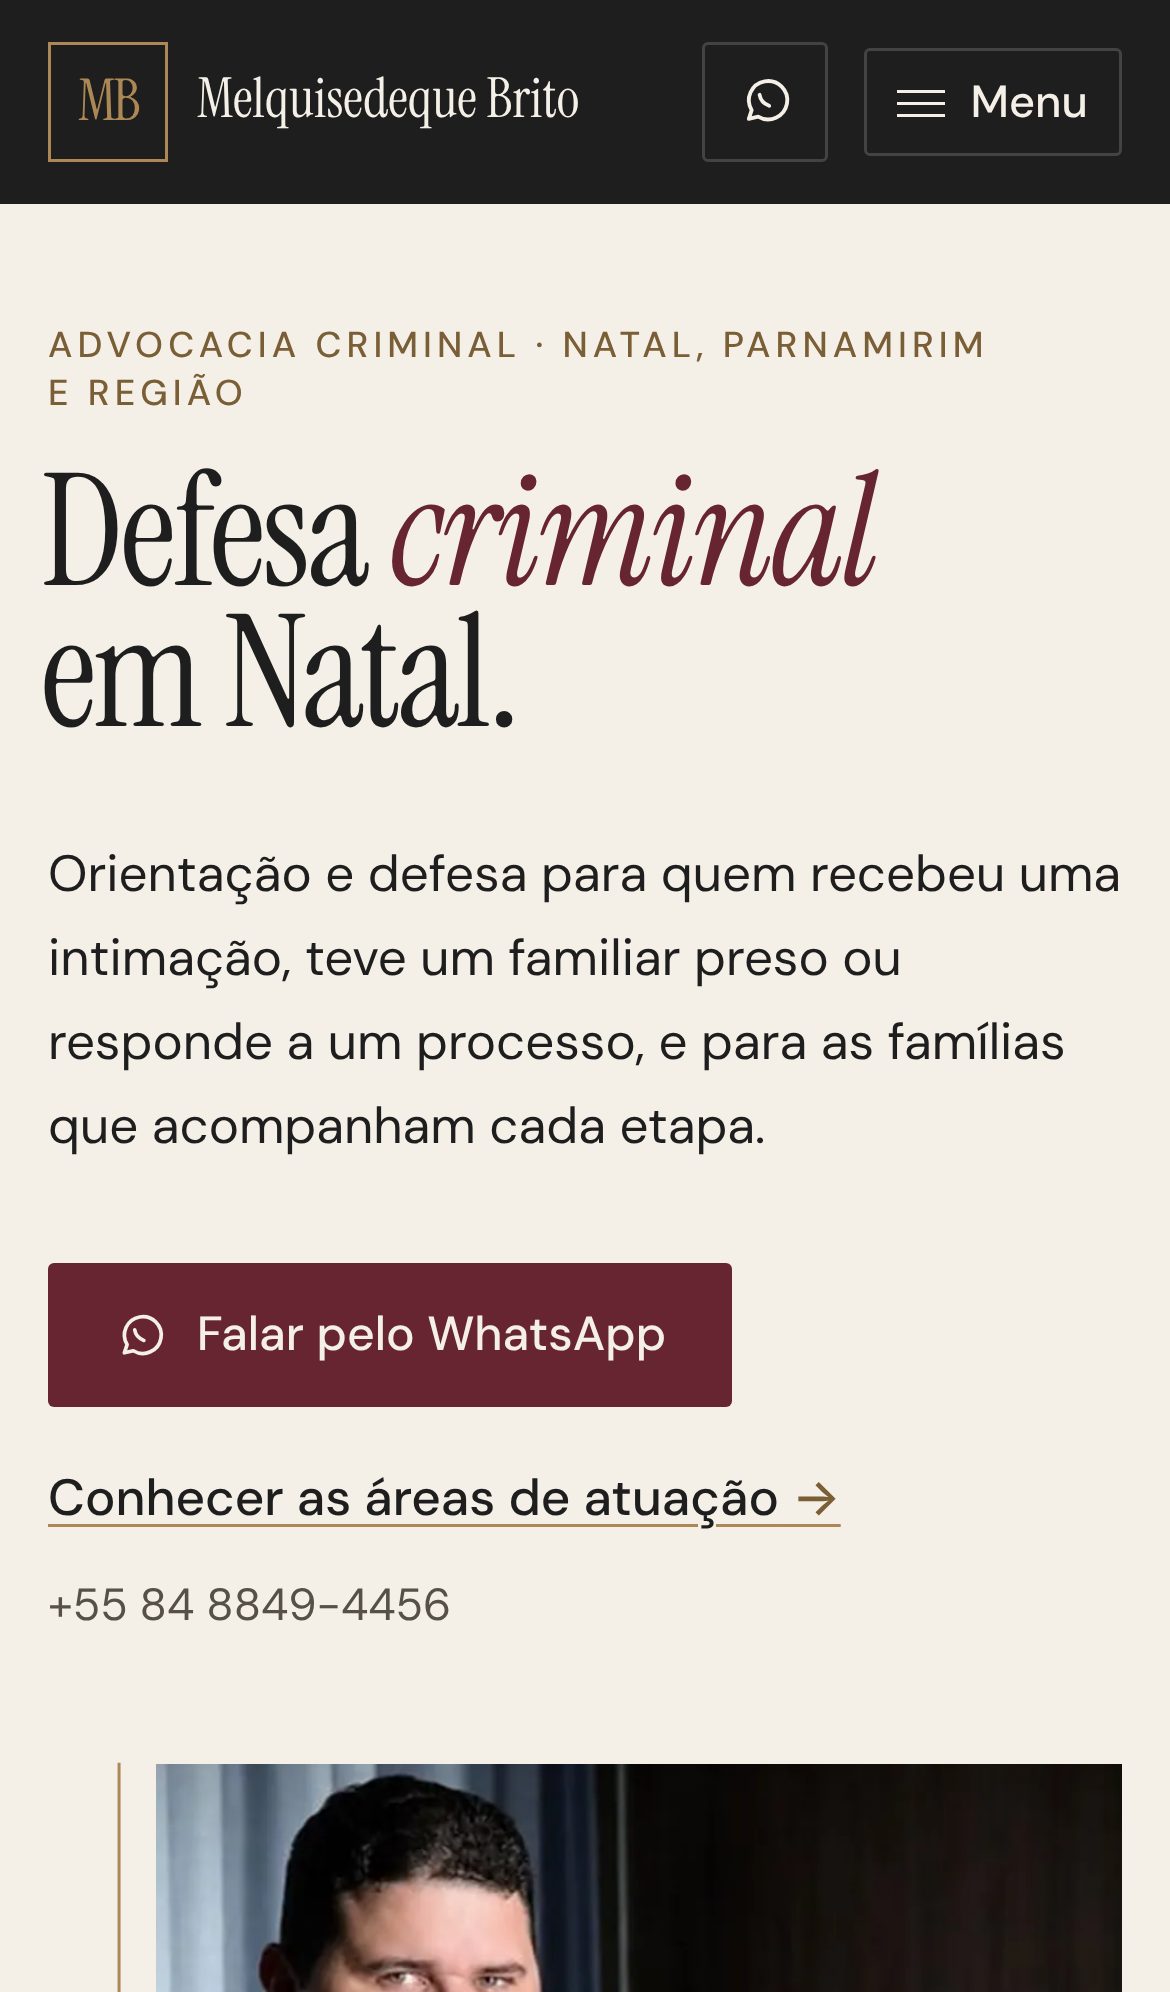 MB Melquisedeque Brito Menu
ADVOCACIA CRIMINAL · NATAL, PARNAMIRIM
E REGIÃO
Defesa criminal
em Natal.
Orientação e defesa para quem recebeu uma
intimação, teve um familiar preso ou
responde a um processo, e para as famílias
que acompanham cada etapa.
Falar pelo WhatsApp
Conhecer as áreas de atuação →
+55 84 8849-4456